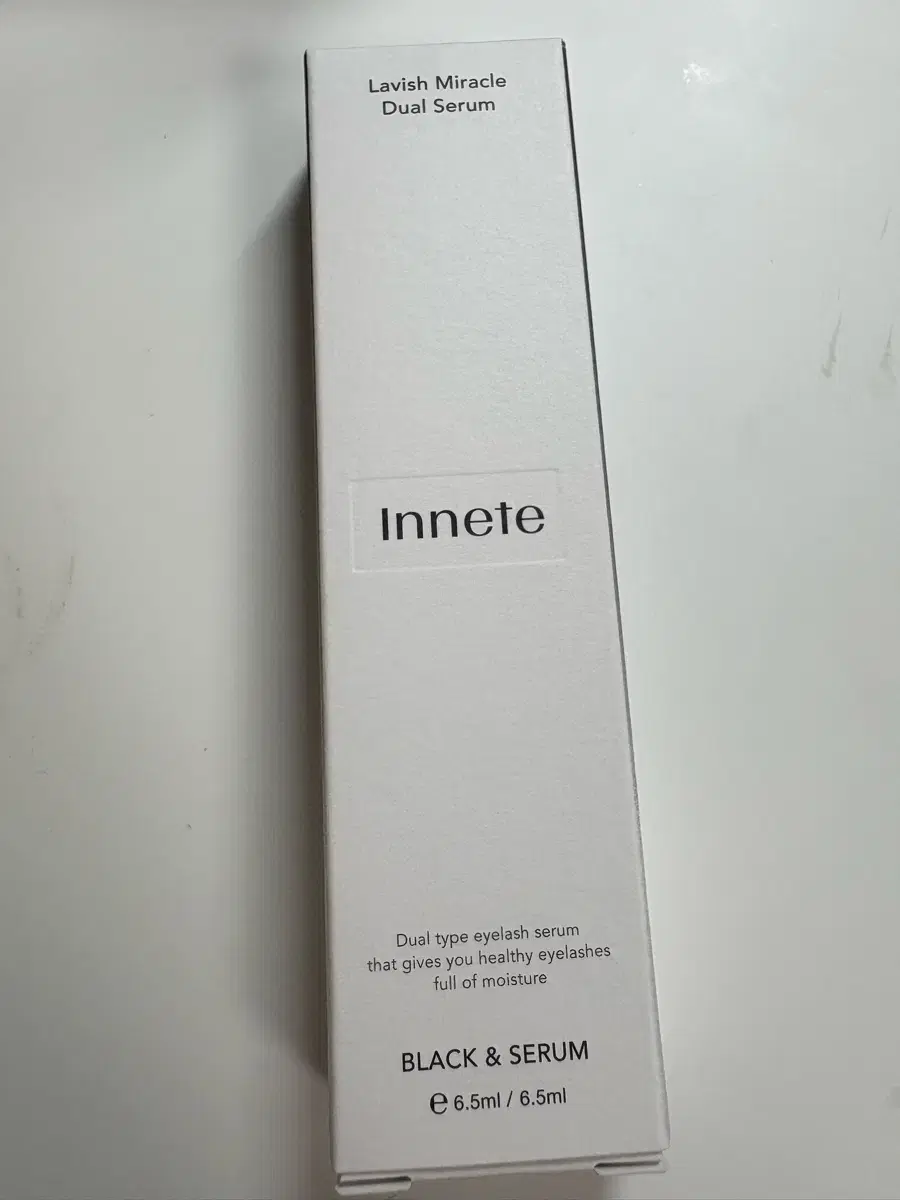 Lavish Miracle
Dual Serum
Innete
Dual type eyelash serum
that gives you healthy eyelashes
full of moisture
BLACK & SERUM
℮ 6.5ml / 6.5ml